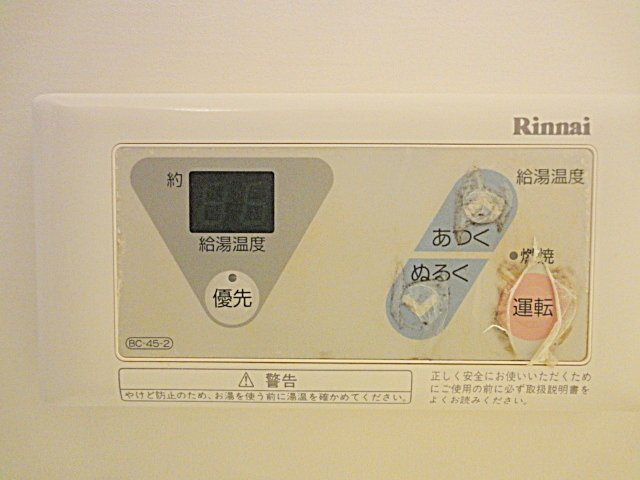 Rinnai
約
給湯温度
優先
BC-45-2
給湯温度
あつく
ぬるく
燃焼
運転
⚠ 警告
やけど防止のため、お湯を使う前に湯温を確かめてください。
正しく安全にお使いいただくため
にご使用の前に必ず取扱説明書を
よくお読みください。